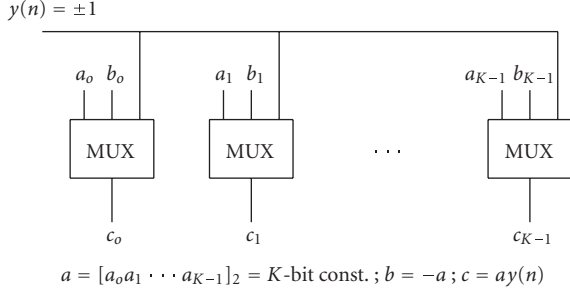 y(n) = ±1
a_o b_o a_1 b_1 a_{K−1} b_{K−1}
MUX MUX · · · MUX
c_o c_1 c_{K−1}
a = [a_o a_1 · · · a_{K−1}]_2 = K-bit const. ; b = −a ; c = ay(n)